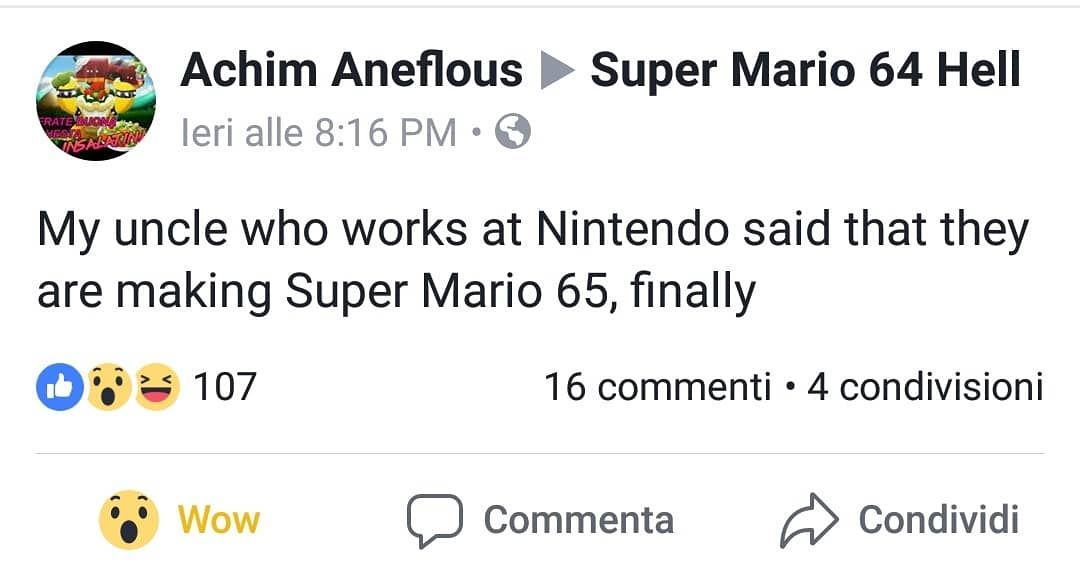 Achim Aneflous ▶ Super Mario 64 Hell
Ieri alle 8:16 PM •
FRATE BUONA
VESTA
INSALATINI
My uncle who works at Nintendo said that they
are making Super Mario 65, finally
107
16 commenti • 4 condivisioni
Wow
Commenta
Condividi